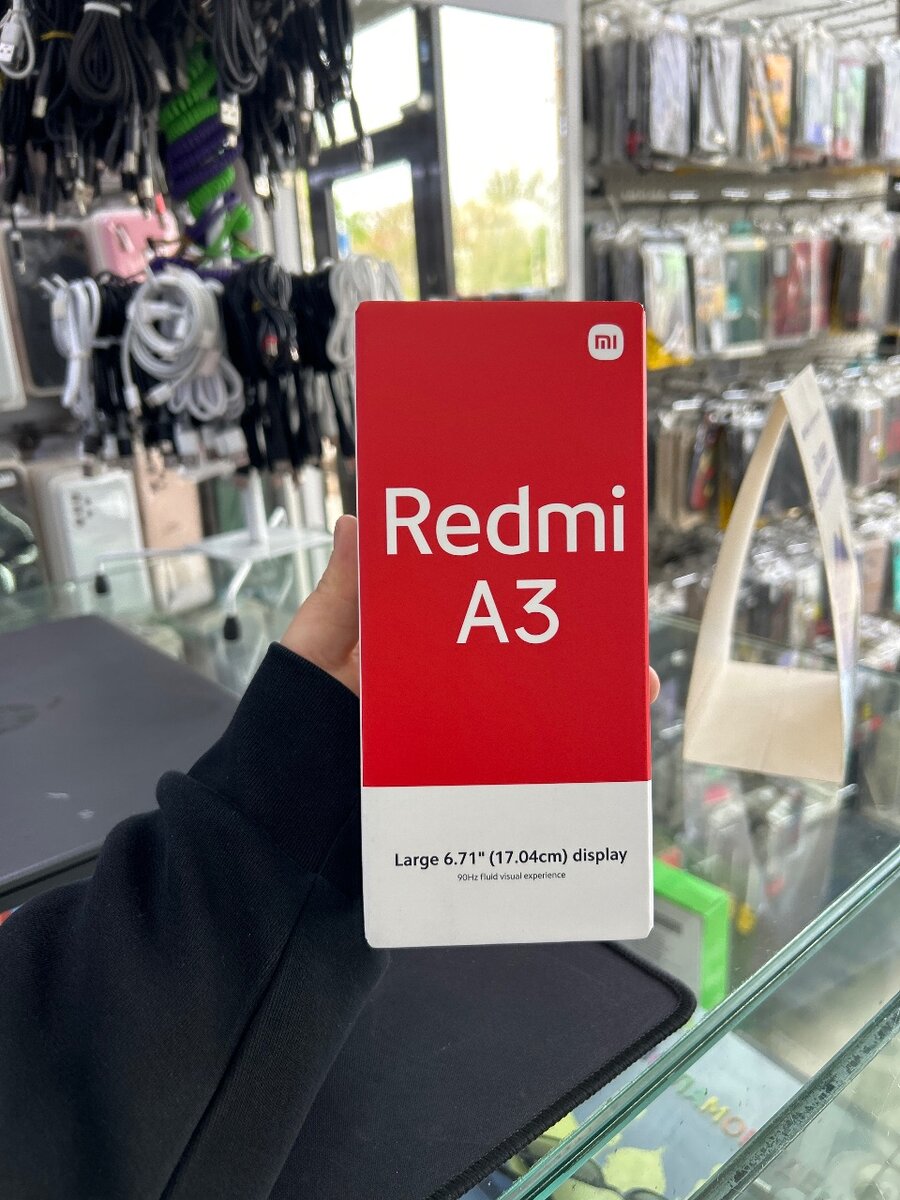 mi
Redmi
A3
Large 6.71" (17.04cm) display
90Hz fluid visual experience